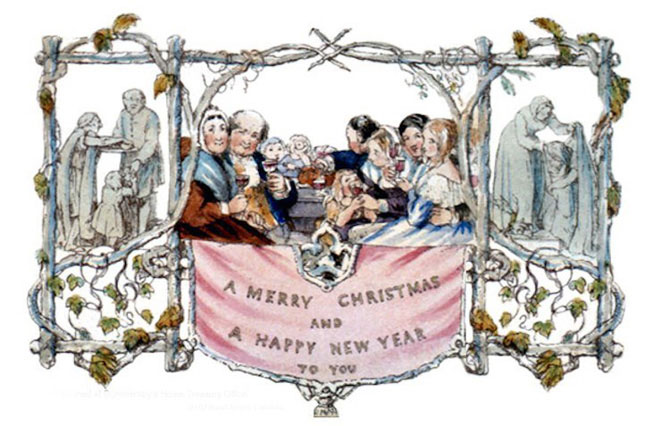 A MERRY CHRISTMAS
AND
A HAPPY NEW YEAR
TO YOU